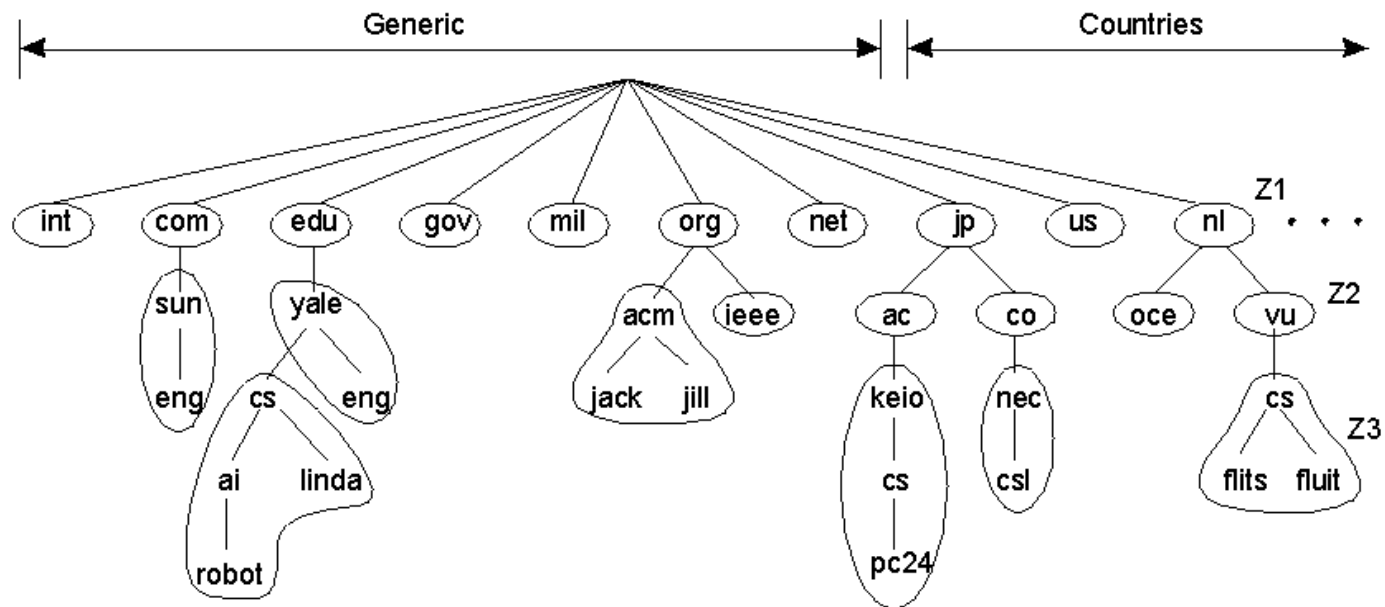 Generic Countries
Z1
int com edu gov mil org net jp us nl . . .
Z2
sun yale acm ieee ac co oce vu
eng cs eng jack jill keio nec cs
Z3
ai linda cs csl flits fluit
robot pc24